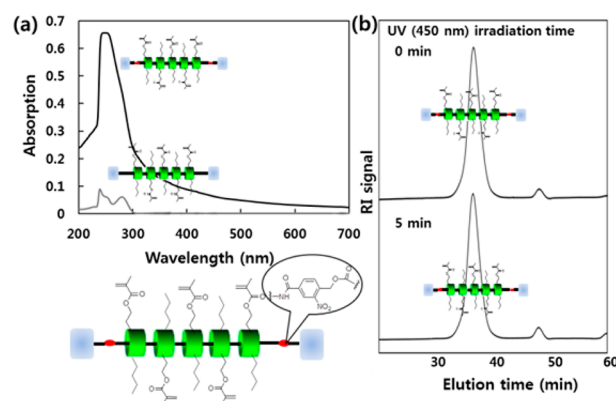 (a)
0.7
0.6
0.5
0.4
0.3
0.2
0.1
0
Absorption
200 300 400 500 600 700
Wavelength (nm)
O
O
O
O
O
O
O
O
O
O
NH
NO₂
O
O
(b)
UV (450 nm) irradiation time
0 min
5 min
RI signal
30 40 50 60
Elution time (min)